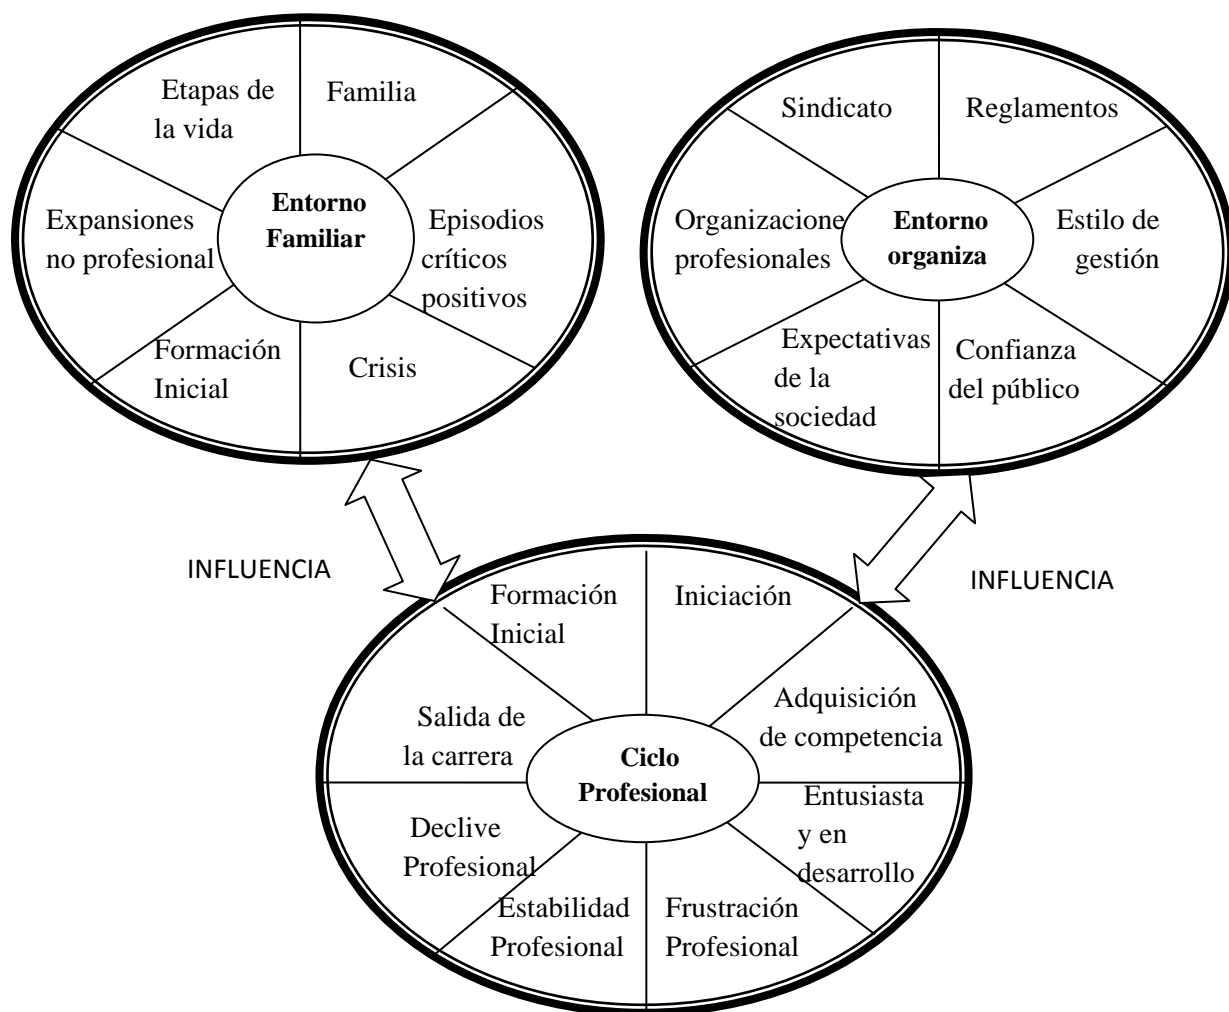 Etapas de
la vida
Familia
Entorno
Familiar
Expansiones
no profesional
Episodios
críticos
positivos
Formación
Inicial
Crisis
Sindicato
Reglamentos
Organizacione
profesionales
Entorno
organiza
Estilo de
gestión
Expectativas
de la
sociedad
Confianza
del público
INFLUENCIA
INFLUENCIA
Formación
Inicial
Iniciación
Salida de
la carrera
Adquisición
de competencia
Ciclo
Profesional
Declive
Profesional
Entusiasta
y en
desarrollo
Estabilidad
Profesional
Frustración
Profesional